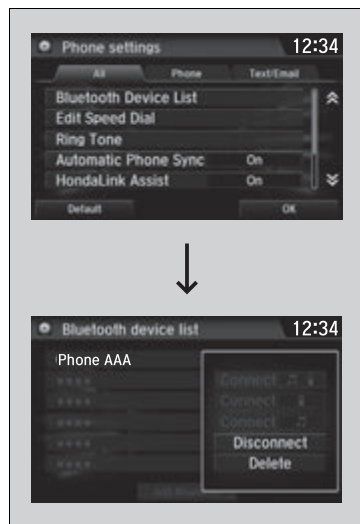 Phone settings 12:34
All Phone Text/Email
Bluetooth Device List
Edit Speed Dial
Ring Tone
Automatic Phone Sync On
HondaLink Assist On
Default OK
Bluetooth device list 12:34
Phone AAA
**** Connect
**** Connect
**** Connect
**** Disconnect
**** Delete